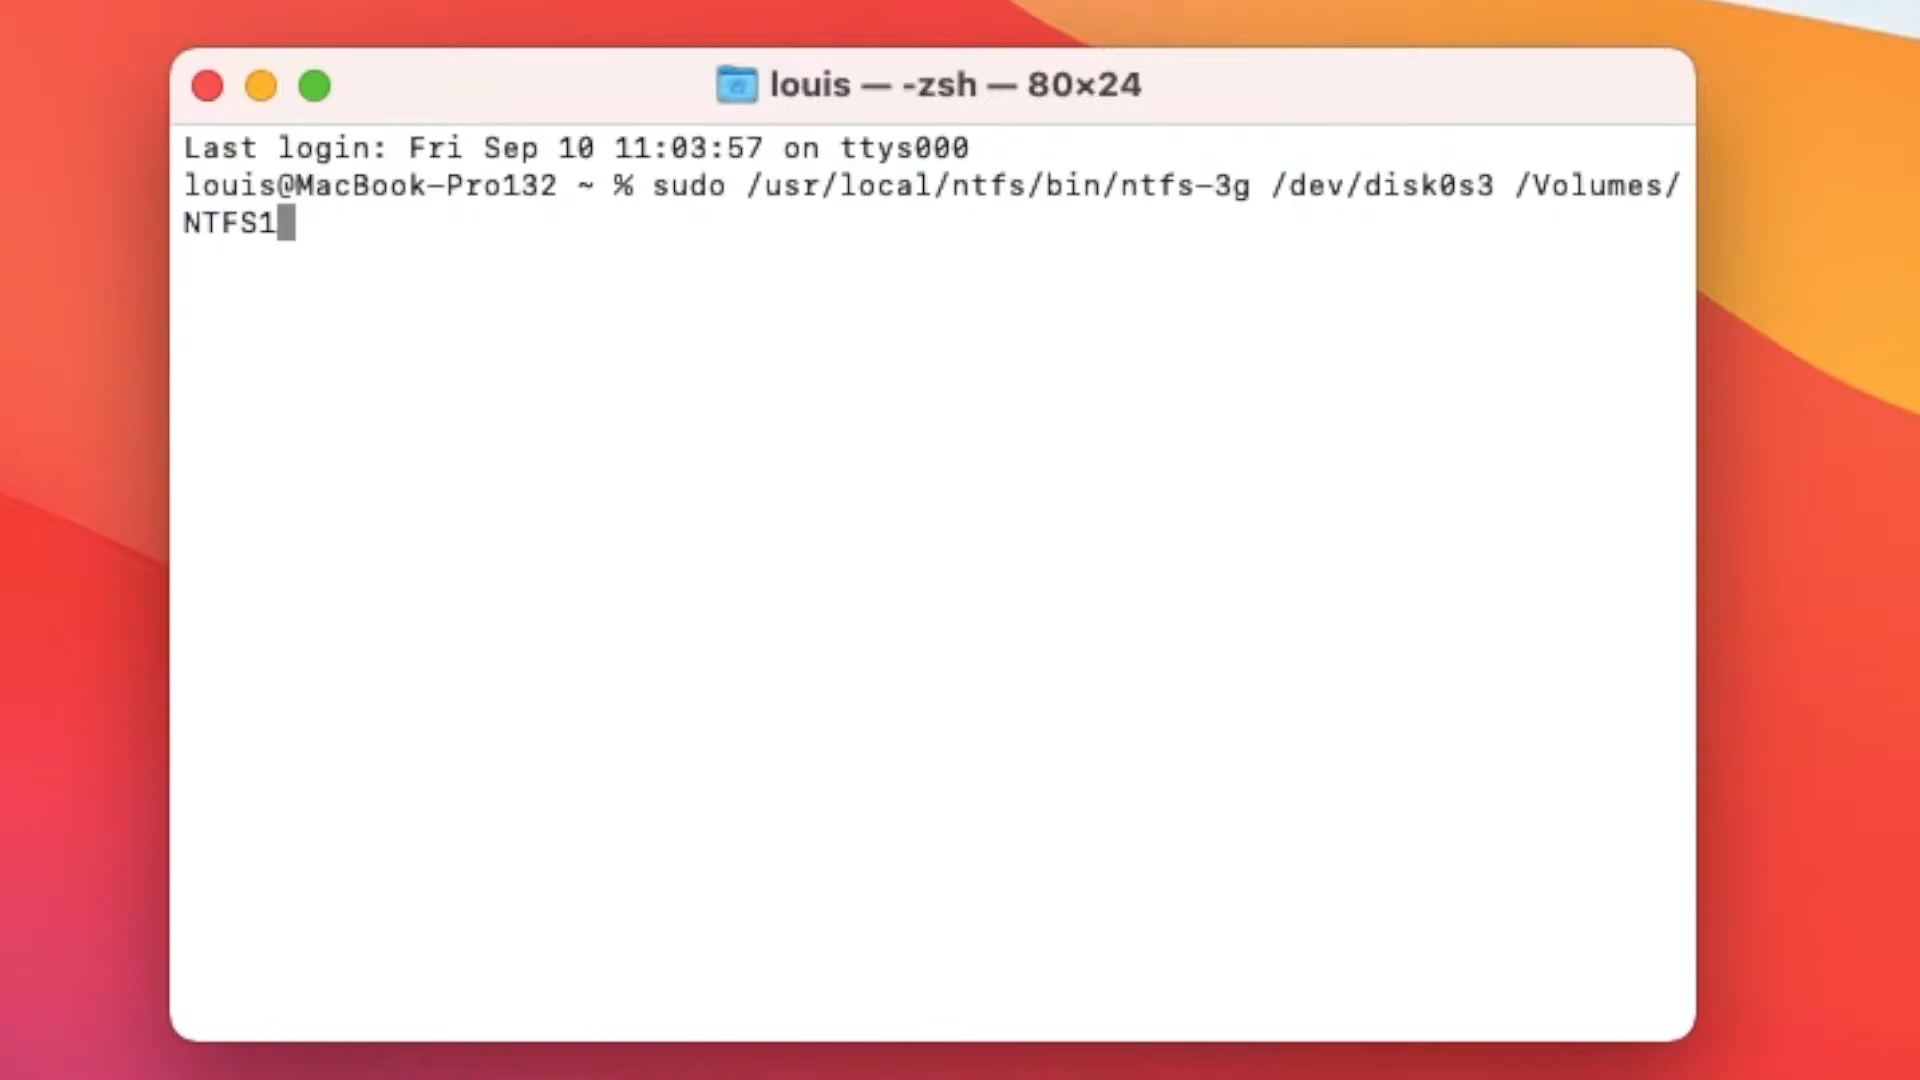 louis — -zsh — 80×24
Last login: Fri Sep 10 11:03:57 on ttys000
louis@MacBook-Pro132 ~ % sudo /usr/local/ntfs/bin/ntfs-3g /dev/disk0s3 /Volumes/
NTFS1